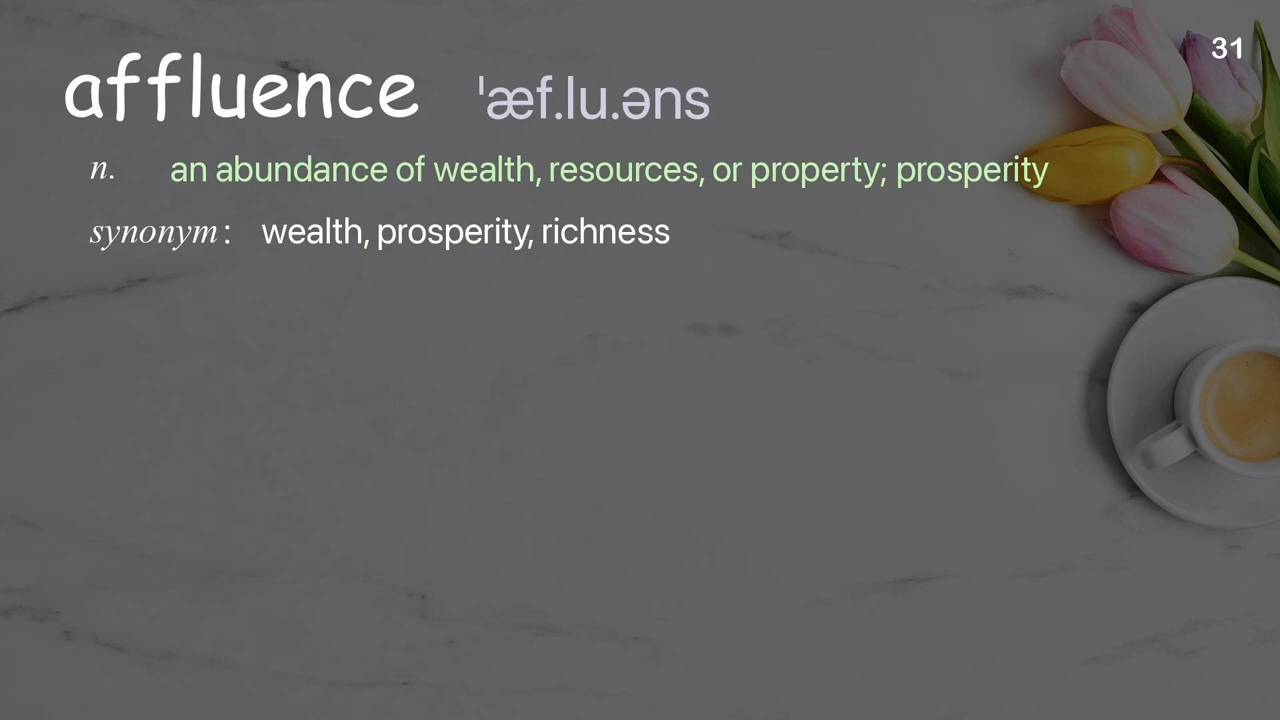 31
affluence ˈæf.lu.əns
n. an abundance of wealth, resources, or property; prosperity
synonym: wealth, prosperity, richness